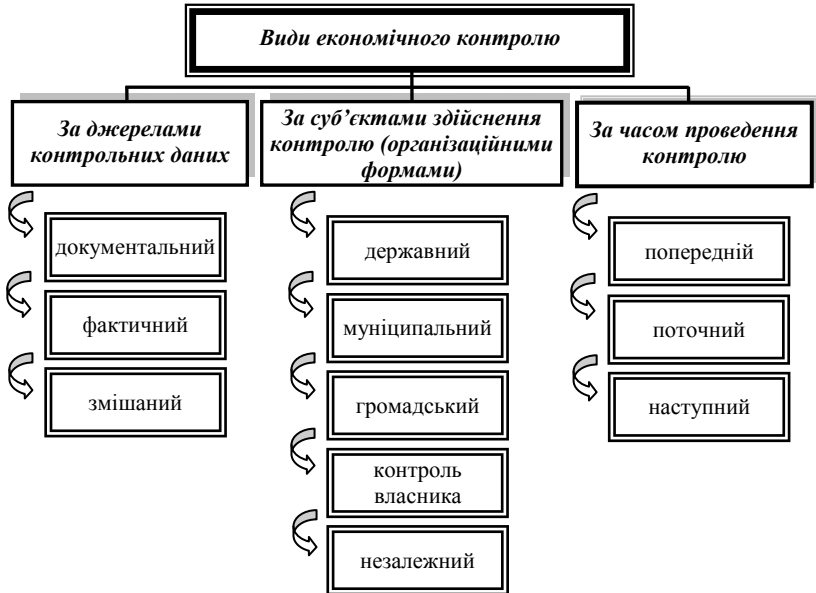 Види економічного контролю
За джерелами
контрольних даних
документальний
фактичний
змішаний
За суб’єктами здійснення
контролю (організаційними
формами)
державний
муніципальний
громадський
контроль
власника
незалежний
За часом проведення
контролю
попередній
поточний
наступний